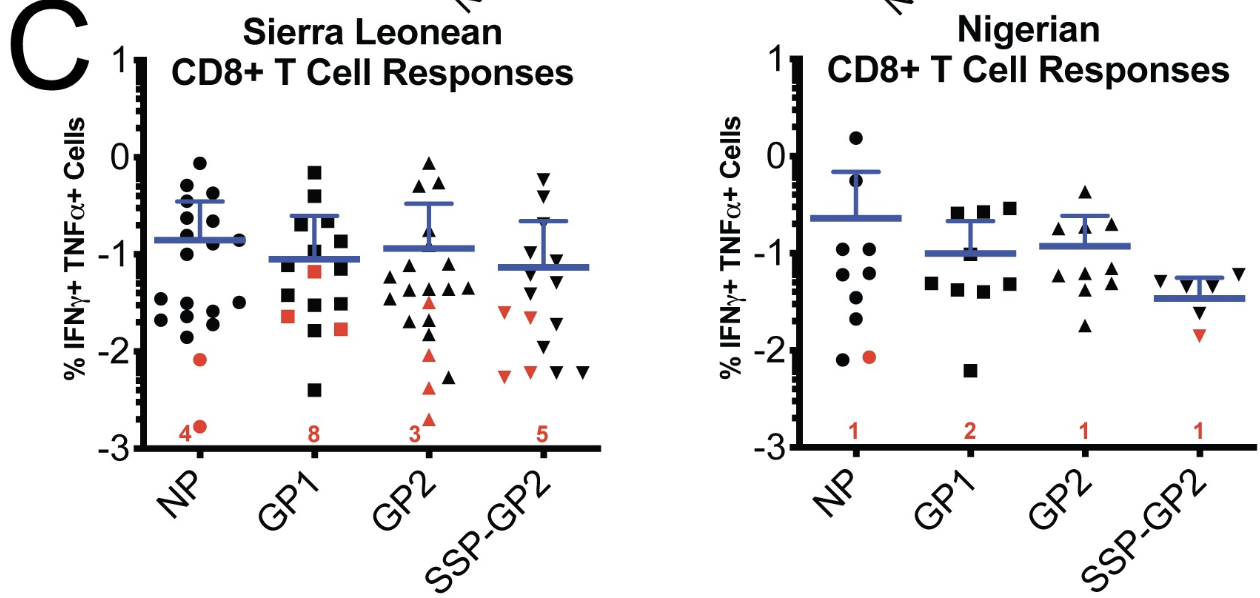 C
Sierra Leonean
CD8+ T Cell Responses
% IFNγ+ TNFα+ Cells
1
0
-1
-2
-3
4
8
3
5
NP
GP1
GP2
SSP-GP2
Nigerian
CD8+ T Cell Responses
% IFNγ+ TNFα+ Cells
1
0
-1
-2
-3
1
2
1
1
NP
GP1
GP2
SSP-GP2